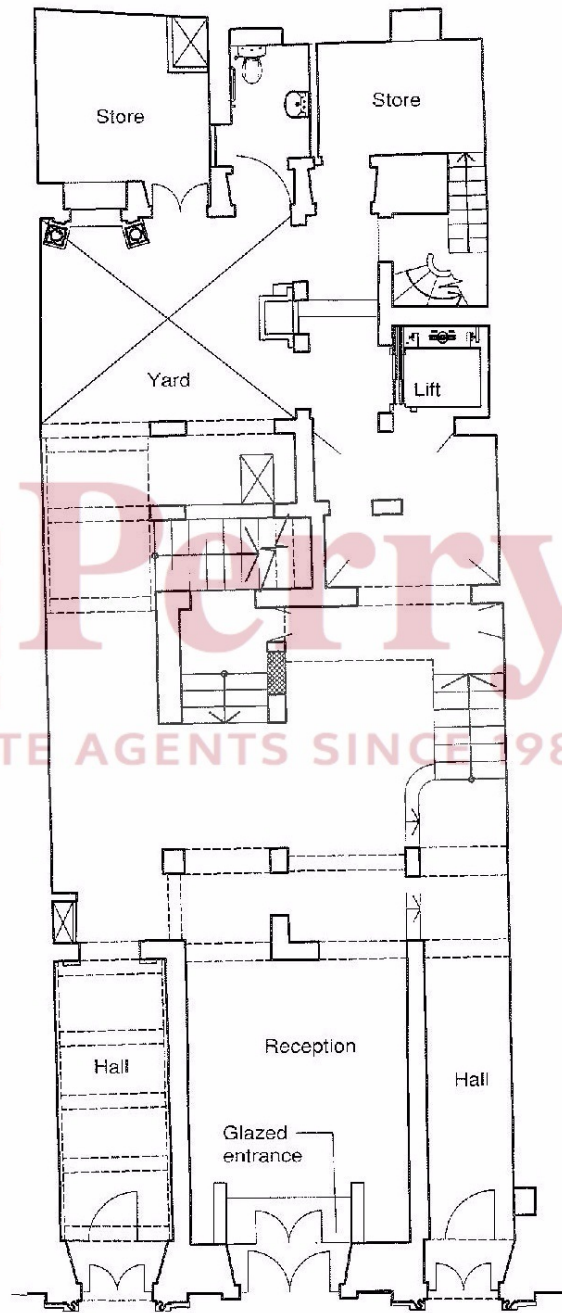 Store
Store
Yard
Lift
Perry
TE AGENTS SINCE 198
Hall
Reception
Hall
Glazed
entrance